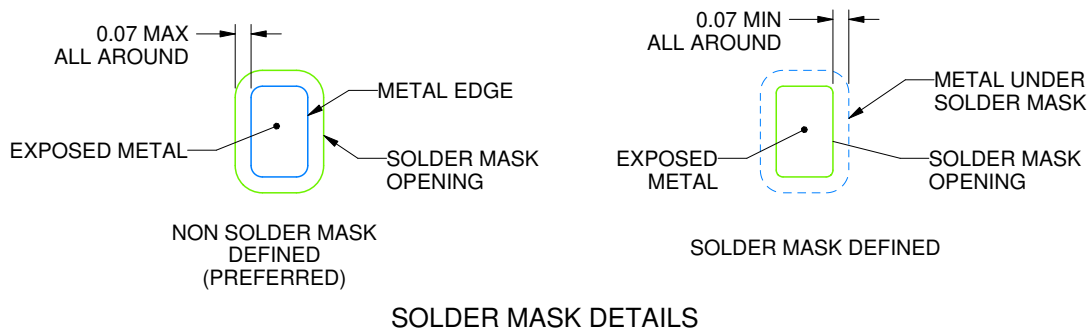 0.07 MAX
ALL AROUND
METAL EDGE
EXPOSED METAL
SOLDER MASK
OPENING
NON SOLDER MASK
DEFINED
(PREFERRED)
0.07 MIN
ALL AROUND
METAL UNDER
SOLDER MASK
EXPOSED
METAL
SOLDER MASK
OPENING
SOLDER MASK DEFINED
SOLDER MASK DETAILS